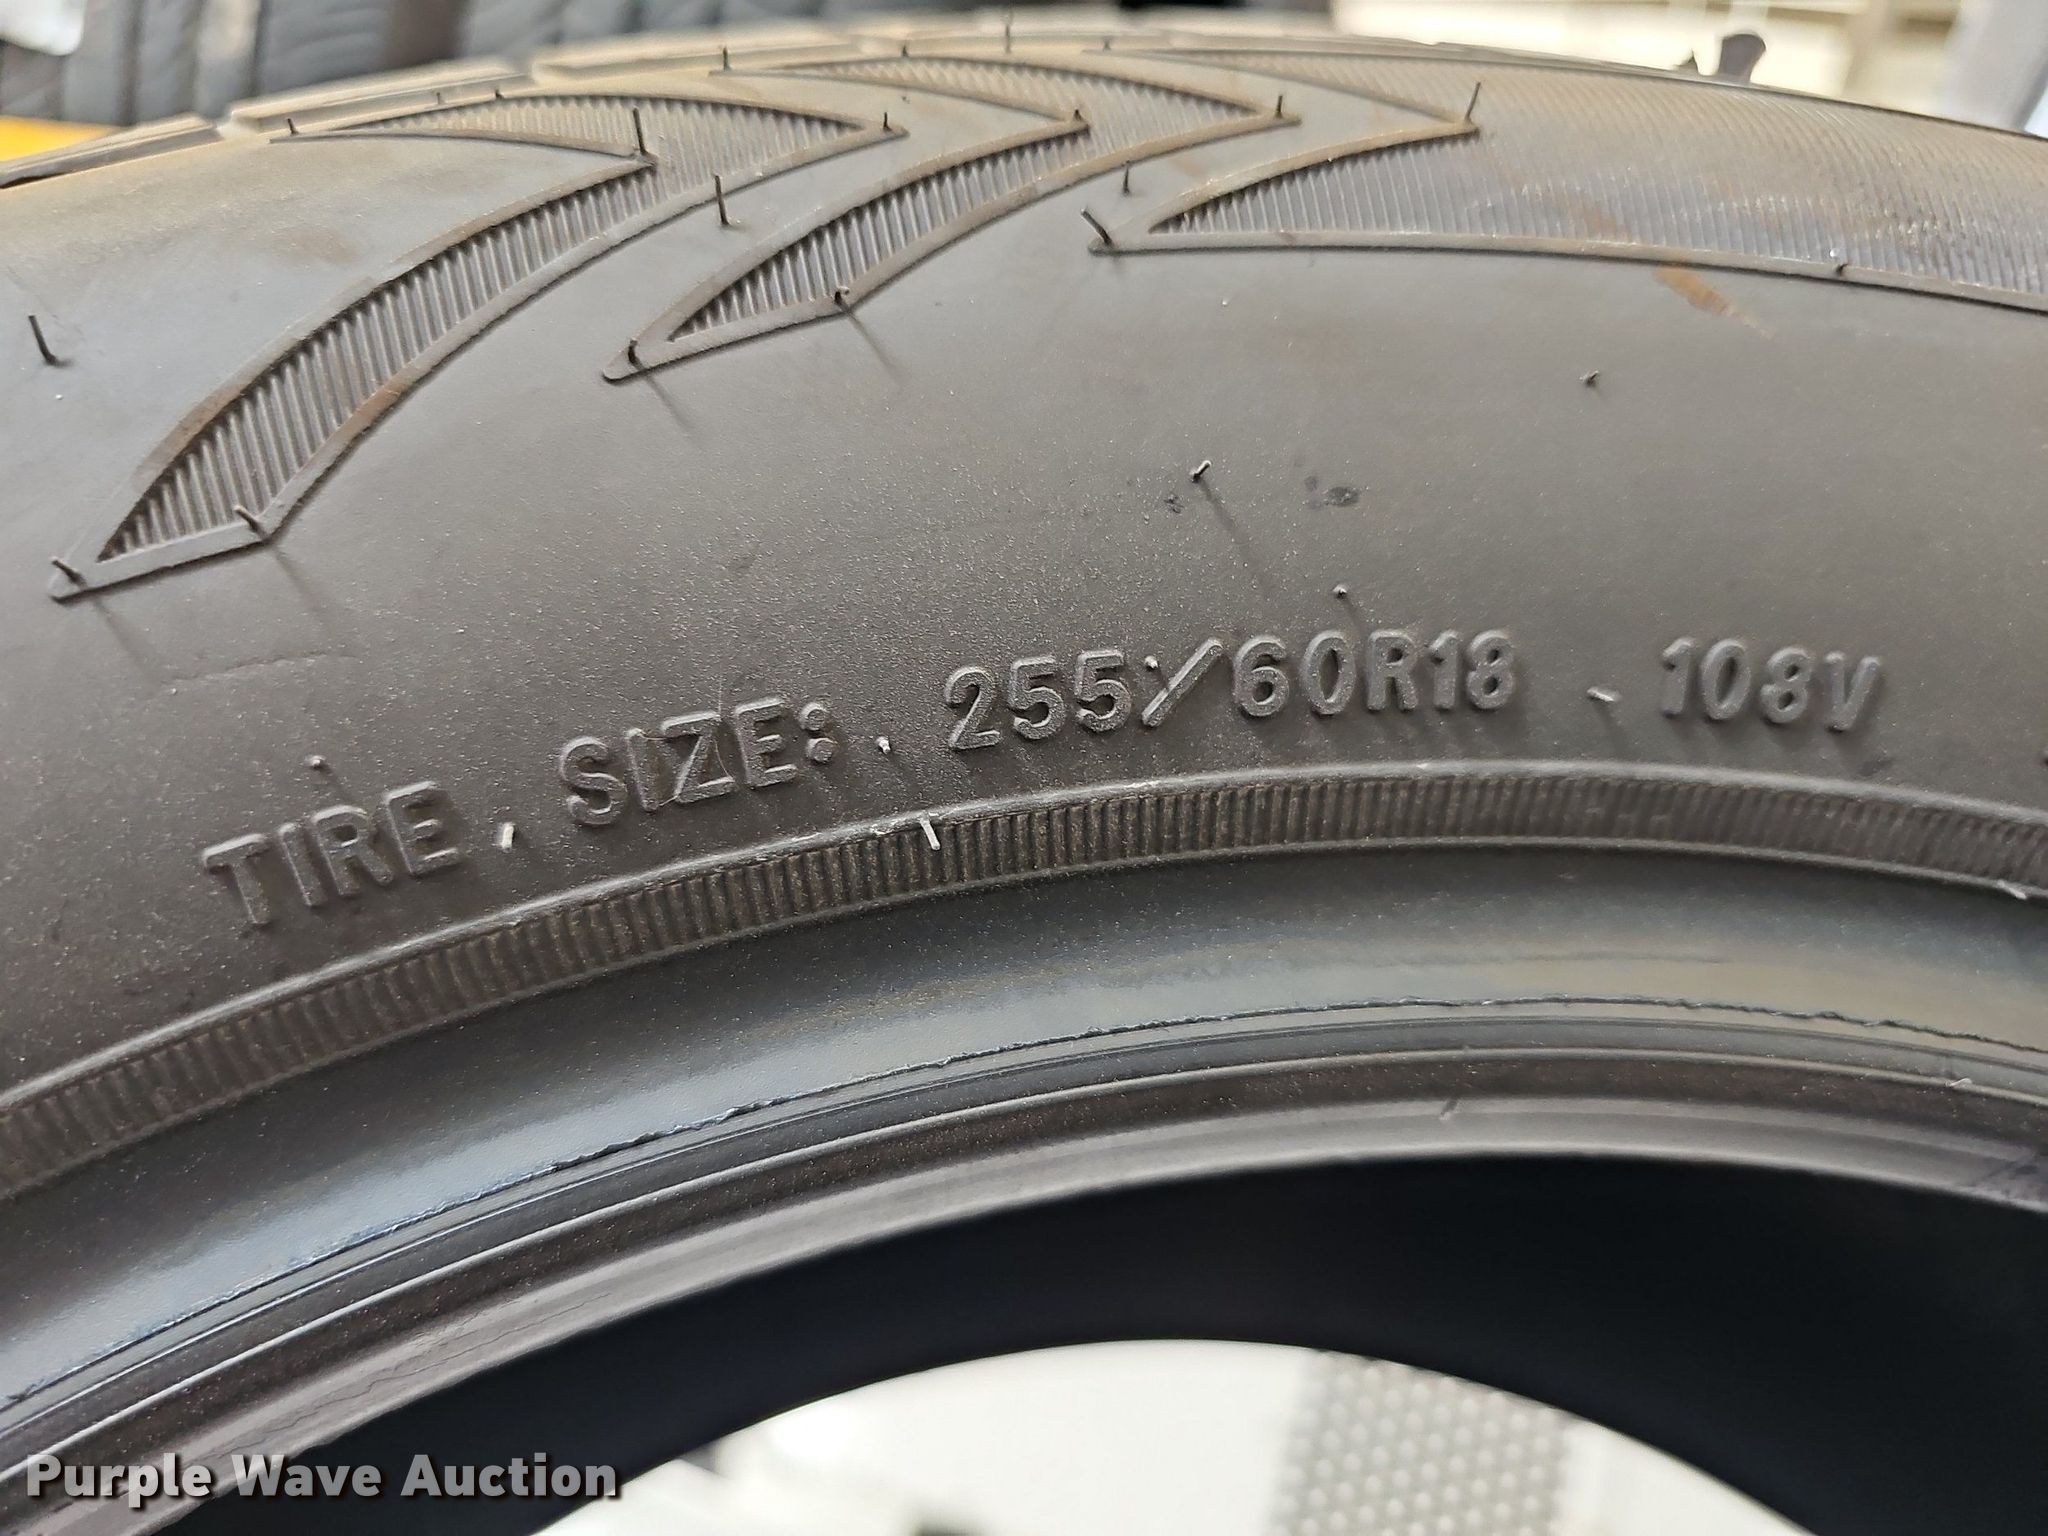 TIRE SIZE: 255/60R18 108V
Purple Wave Auction